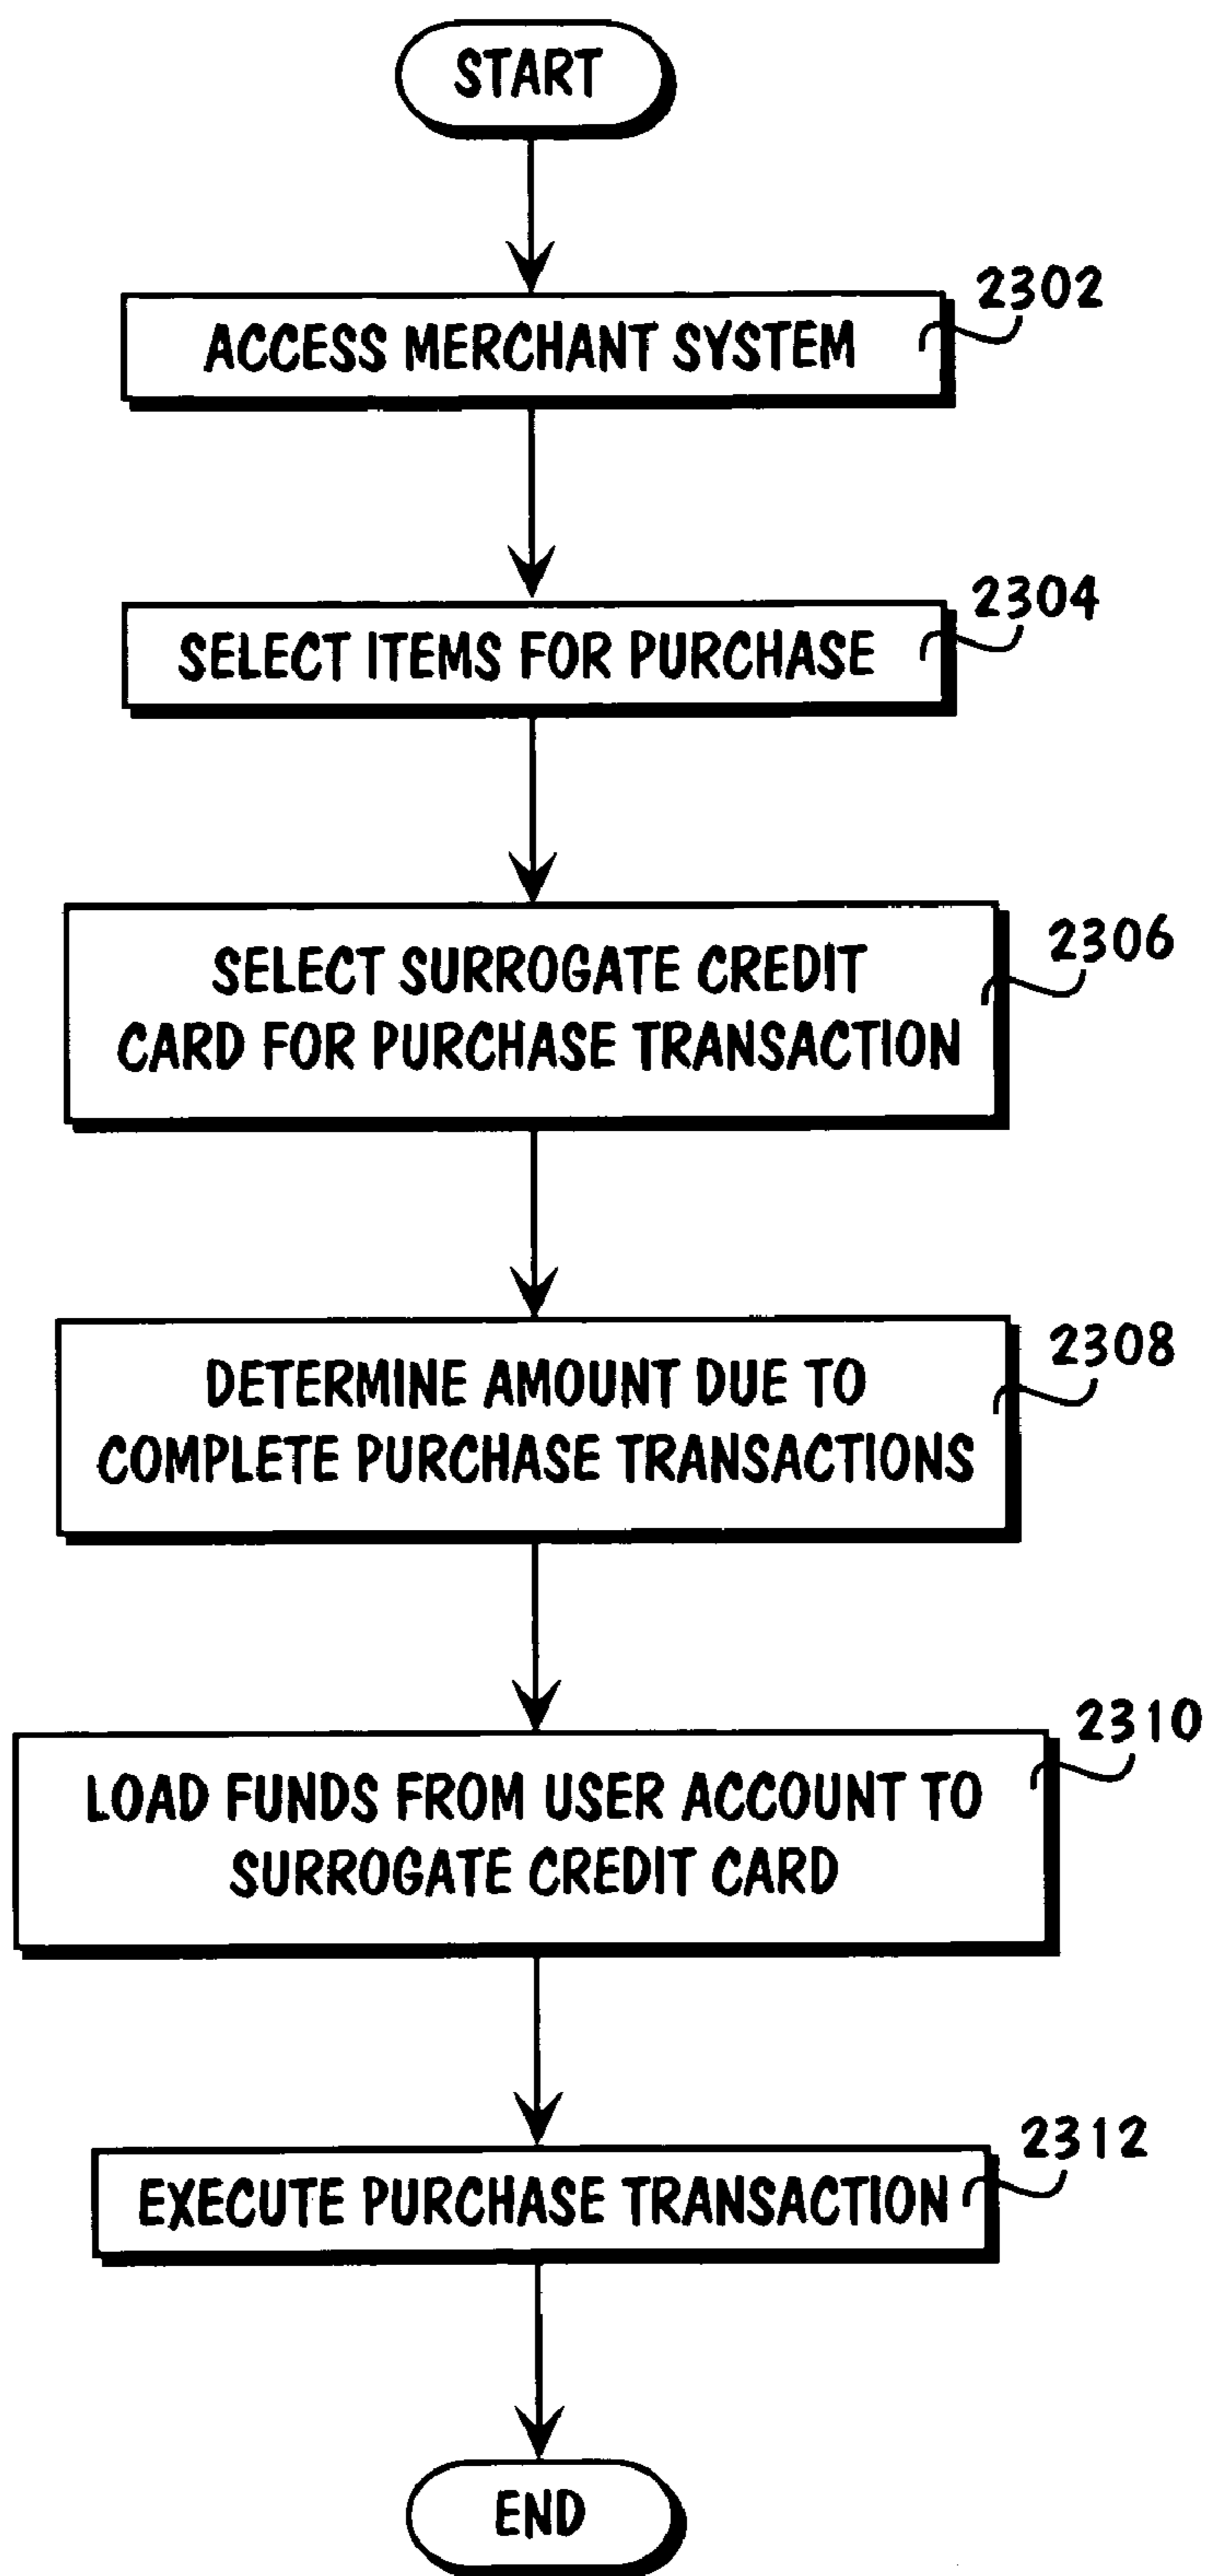 START
2302
ACCESS MERCHANT SYSTEM
2304
SELECT ITEMS FOR PURCHASE
2306
SELECT SURROGATE CREDIT
CARD FOR PURCHASE TRANSACTION
2308
DETERMINE AMOUNT DUE TO
COMPLETE PURCHASE TRANSACTIONS
2310
LOAD FUNDS FROM USER ACCOUNT TO
SURROGATE CREDIT CARD
2312
EXECUTE PURCHASE TRANSACTION
END